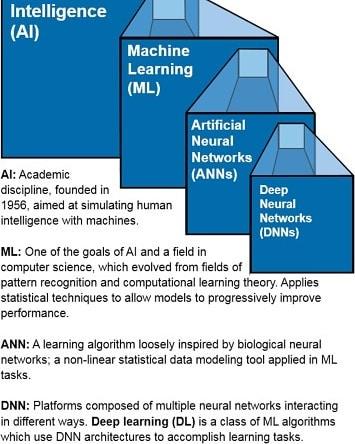 Intelligence
(AI)
Machine
Learning
(ML)
Artificial
Neural
Networks
(ANNs)
Deep
Neural
Networks
(DNNs)
AI: Academic
discipline, founded in
1956, aimed at simulating human
intelligence with machines.
ML: One of the goals of AI and a field in
computer science, which evolved from fields of
pattern recognition and computational learning theory. Applies
statistical techniques to allow models to progressively improve
performance.
ANN: A learning algorithm loosely inspired by biological neural
networks; a non-linear statistical data modeling tool applied in ML
tasks.
DNN: Platforms composed of multiple neural networks interacting
in different ways. Deep learning (DL) is a class of ML algorithms
which use DNN architectures to accomplish learning tasks.